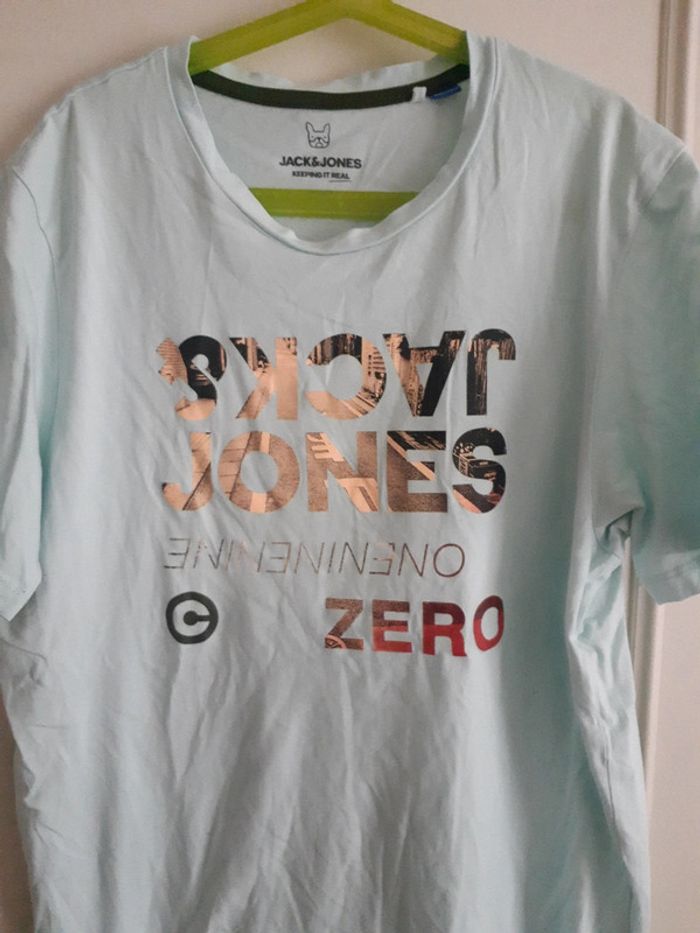 JACK&JONES
KEEPING IT REAL
JACKS
JONES
ONENINENINE
© ZERO